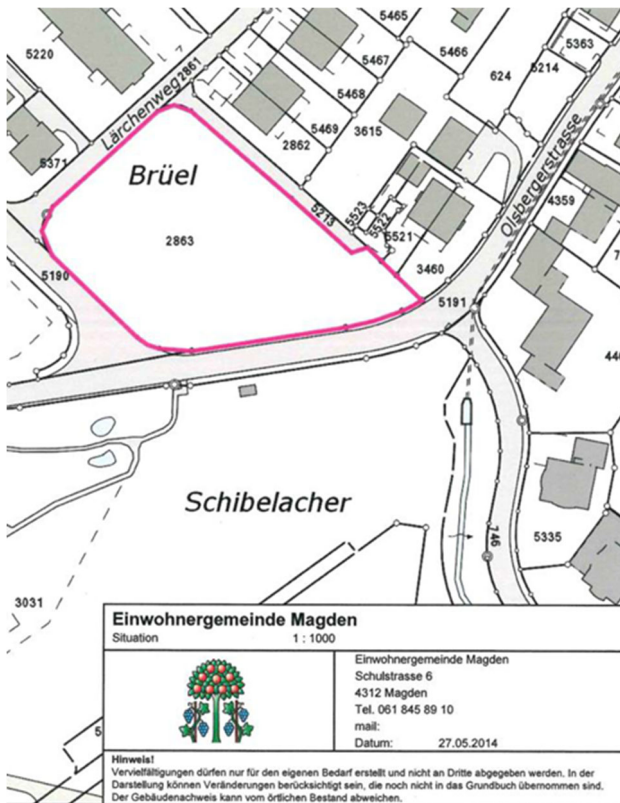 5465
5220
5466
5363
5467
5214
624
Lärchenweg 2861
5468
5469
3615
2862
5371
Brüel
Olsbergerstrasse
4359
5213
5523
5522
5521
2863
3460
5190
5191
Schibelacher
746
5335
3031
Einwohnergemeinde Magden
Situation 1 : 1000
Einwohnergemeinde Magden
Schulstrasse 6
4312 Magden
Tel. 061 845 89 10
mail:
Datum: 27.05.2014
Hinweis!
Vervielfältigungen dürfen nur für den eigenen Bedarf erstellt und nicht an Dritte abgegeben werden. In der
Darstellung können Veränderungen berücksichtigt sein, die noch nicht in das Grundbuch übernommen sind.
Der Gebäudenachweis kann vom örtlichen Bestand abweichen.